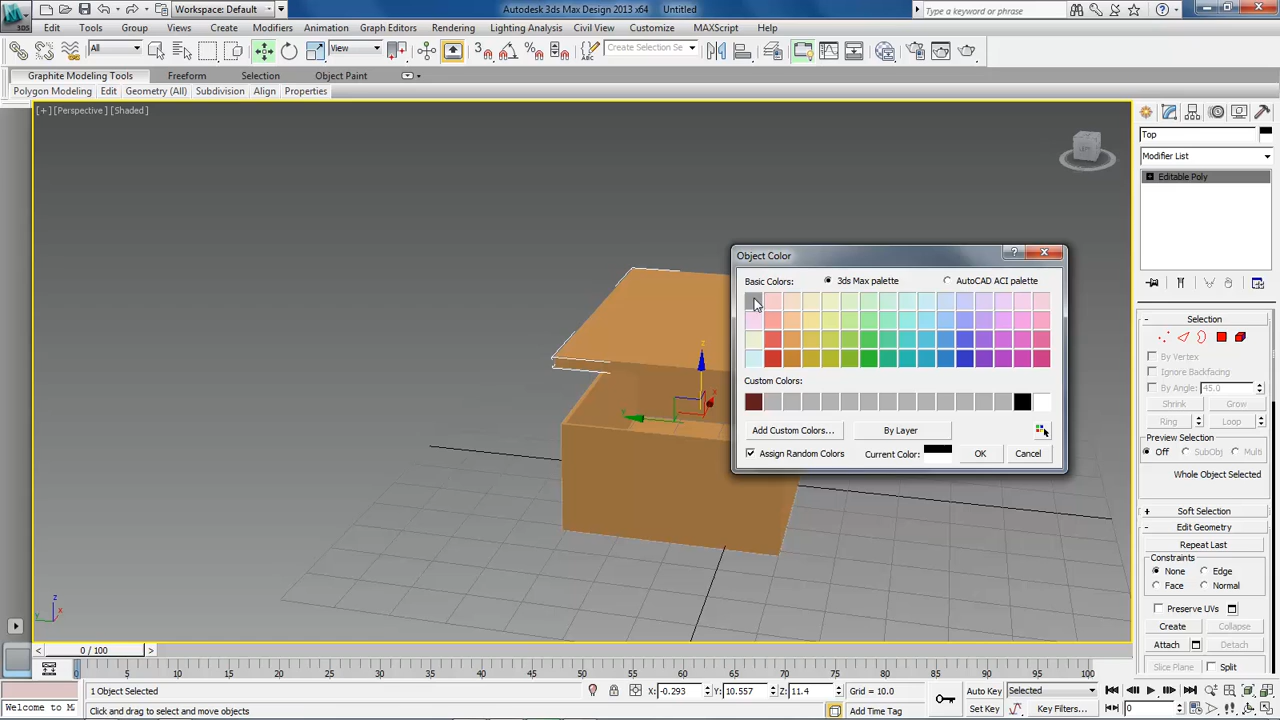 Workspace: Default
Autodesk 3ds Max Design 2013 x64
Untitled
Type a keyword or phrase
Edit
Tools
Group
Views
Create
Modifiers
Animation
Graph Editors
Rendering
Lighting Analysis
Civil View
Customize
MAXScript
Help
All
View
Create Selection Se
Graphite Modeling Tools
Freeform
Selection
Object Paint
Polygon Modeling
Edit
Geometry (All)
Subdivision
Align
Properties
[+] [Perspective] [Shaded]
Top
Modifier List
Editable Poly
Object Color
Basic Colors:
3ds Max palette
AutoCAD ACI palette
Custom Colors:
Add Custom Colors...
By Layer
Assign Random Colors
Current Color:
OK
Cancel
Selection
By Vertex
Ignore Backfacing
By Angle:
45.0
Shrink
Grow
Ring
Loop
Preview Selection
Off
SubObj
Multi
Whole Object Selected
Soft Selection
Edit Geometry
Repeat Last
Constraints
None
Edge
Face
Normal
Preserve UVs
Create
Collapse
Attach
Detach
Slice Plane
Split
z
y
x
z
y
0 / 100
0 5 10 15 20 25 30 35 40 45 50 55 60 65 70 75 80 85 90 95 100
1 Object Selected
X: -0.293
Y: 10.557
Z: 11.4
Grid = 10.0
Auto Key
Selected
Welcome to M
Click and drag to select and move objects
Add Time Tag
Set Key
Key Filters...
0